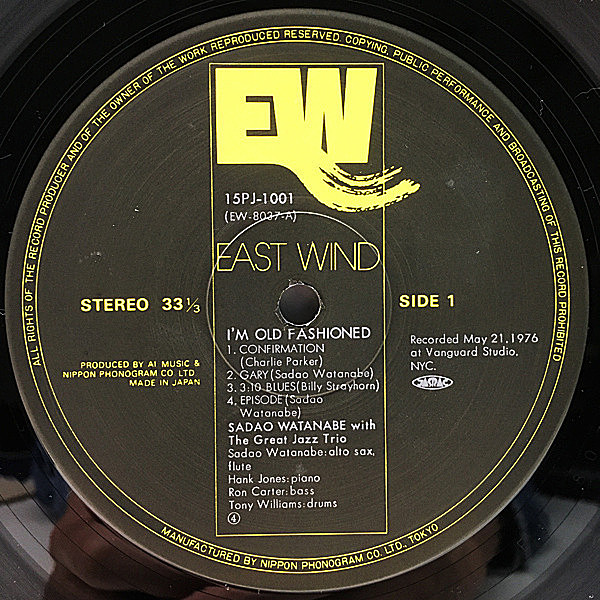 ALL RIGHTS OF THE RECORD PRODUCER AND OF THE OWNER OF THE WORK REPRODUCED RESERVED. COPYING, PUBLIC PERFORMANCE AND BROADCASTING OF THIS RECORD PROHIBITED
EW
15PJ-1001
(EW-8037-A)
EAST WIND
STEREO 33⅓
SIDE 1
I'M OLD FASHIONED
1. CONFIRMATION
(Charlie Parker)
2. GARY (Sadao Watanabe)
3. 3:10 BLUES (Billy Strayhorn)
4. EPISODE (Sadao
Watanabe)
SADAO WATANABE with
The Great Jazz Trio
Sadao Watanabe: alto sax,
flute
Hank Jones: piano
Ron Carter: bass
Tony Williams: drums
④
PRODUCED BY AI MUSIC &
NIPPON PHONOGRAM CO. LTD.
MADE IN JAPAN
Recorded May 21, 1976
at Vanguard Studio,
NYC.
JASRAC
MANUFACTURED BY NIPPON PHONOGRAM CO. LTD., TOKYO